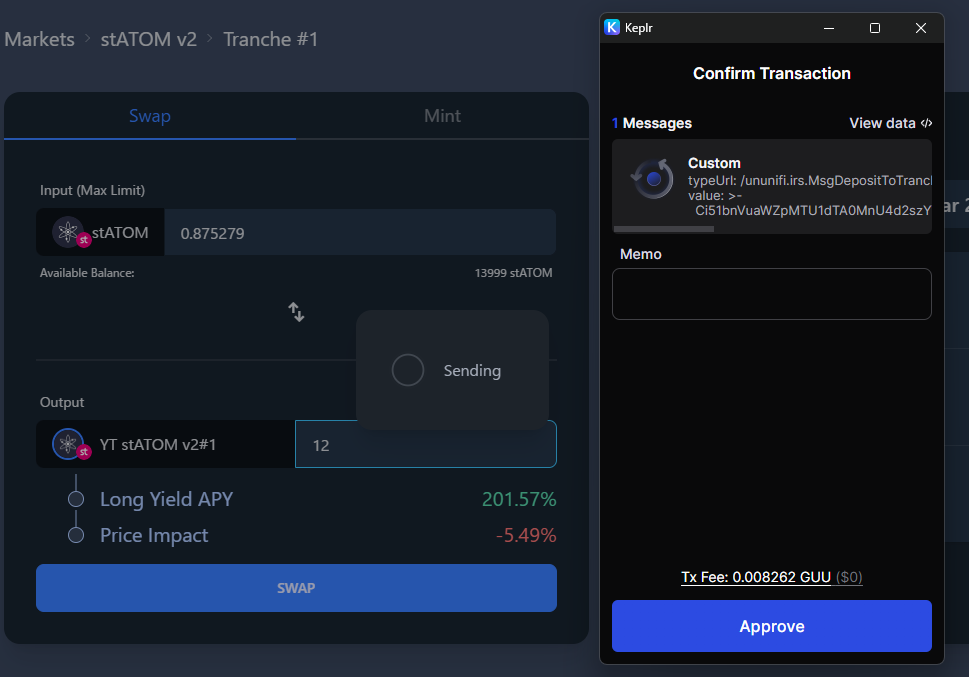 Markets > stATOM v2 > Tranche #1
Swap
Mint
Input (Max Limit)
st
stATOM
0.875279
Available Balance:
13999 stATOM
Sending
Output
st
YT stATOM v2#1
12
Long Yield APY
201.57%
Price Impact
-5.49%
SWAP
K
Keplr
Confirm Transaction
1 Messages
View data </>
Custom
typeUrl: /ununifi.irs.MsgDepositToTranc
value: >-
Ci51bnVuaWZpMTU1dTA0MnU4d2szY
Memo
Tx Fee: 0.008262 GUU ($0)
Approve
ar 2